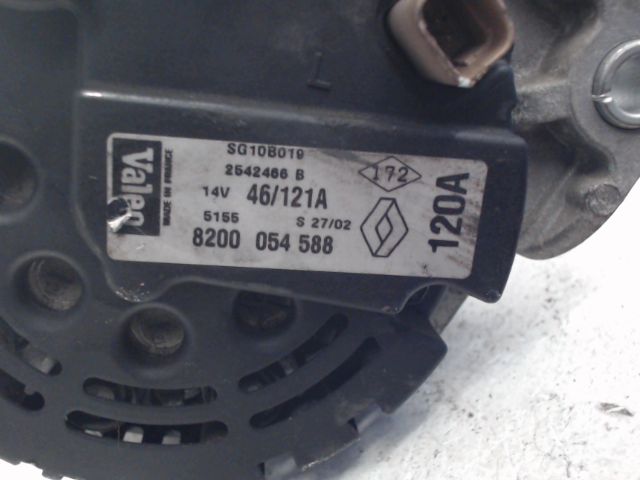 L
Valeo
MADE IN FRANCE
SG10B019
2542466 B
172
14V 46/121A
5155 S 27/02
8200 054 588
120A